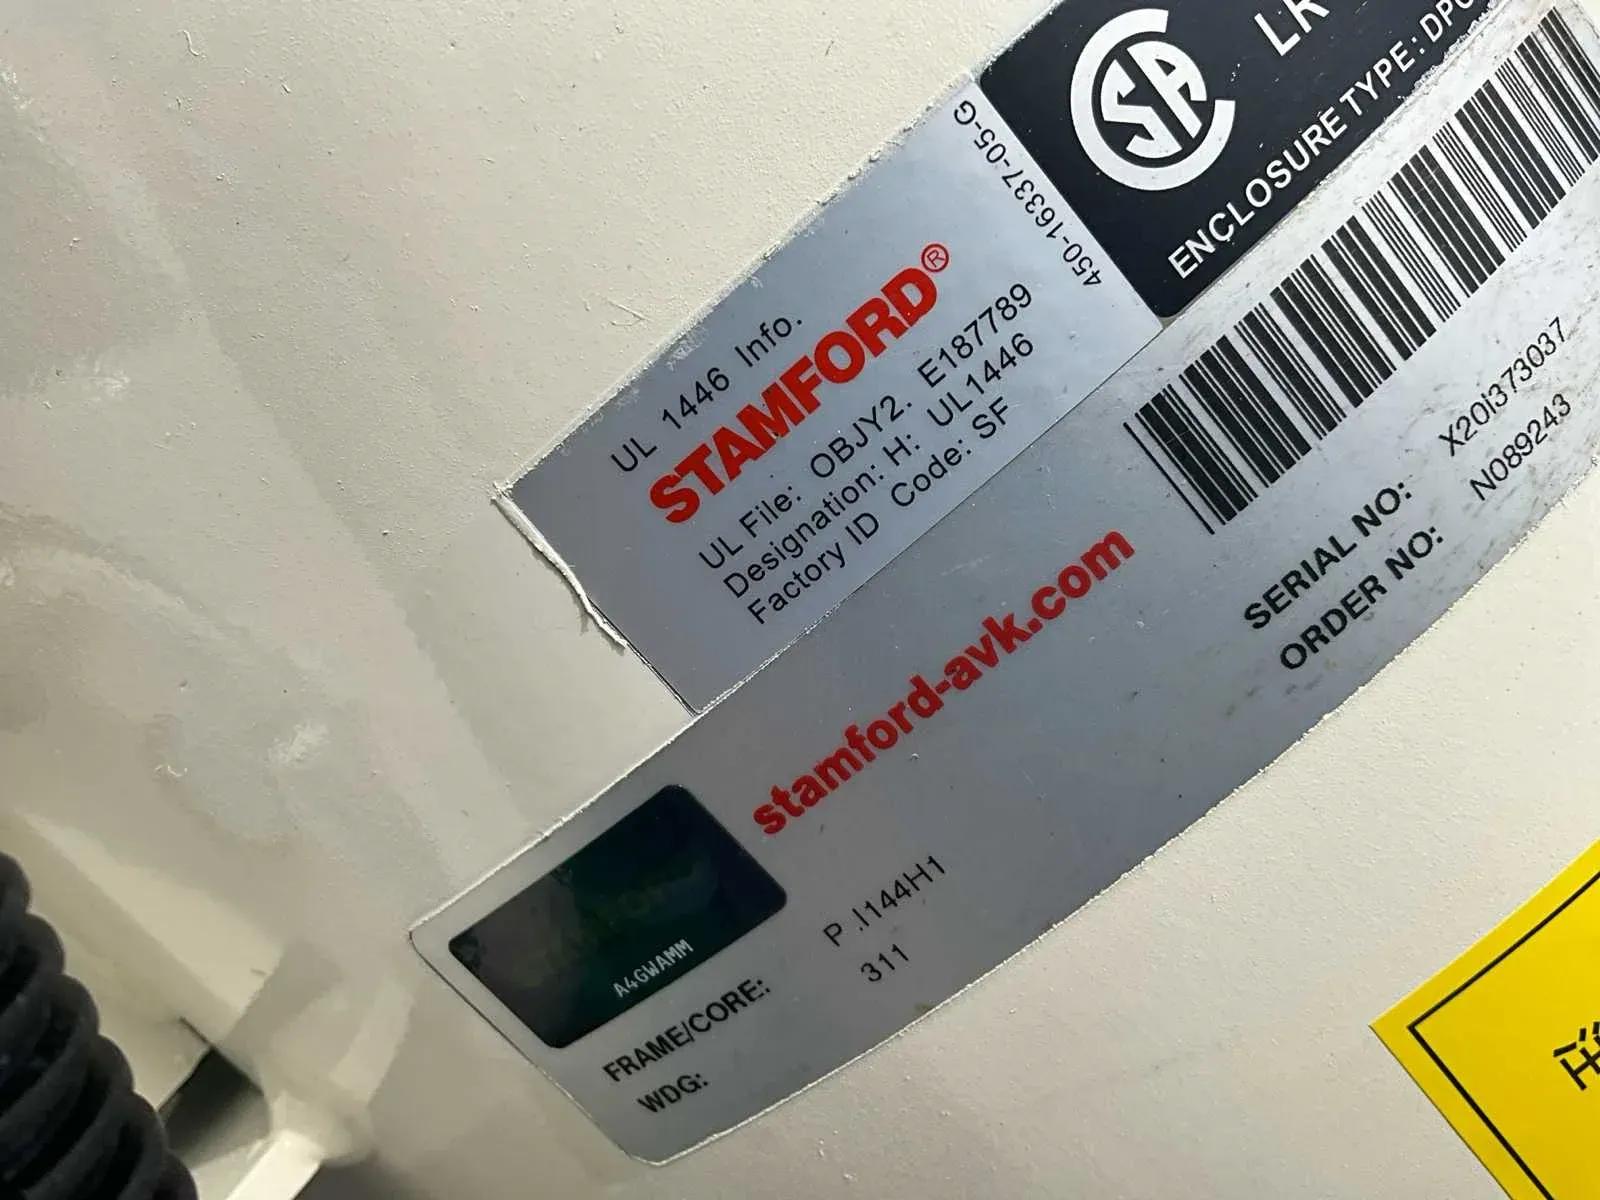 LR
ENCLOSURE TYPE:
450-16337-05-G
UL 1446 Info.
STAMFORD®
UL File: OBJY2. E187789
Designation: H: UL1446
Factory ID Code: SF
stamford-avk.com
SERIAL NO: X20I373037
ORDER NO: N089243
A4GWAMM
FRAME/CORE: P .I144H1
WDG: 311